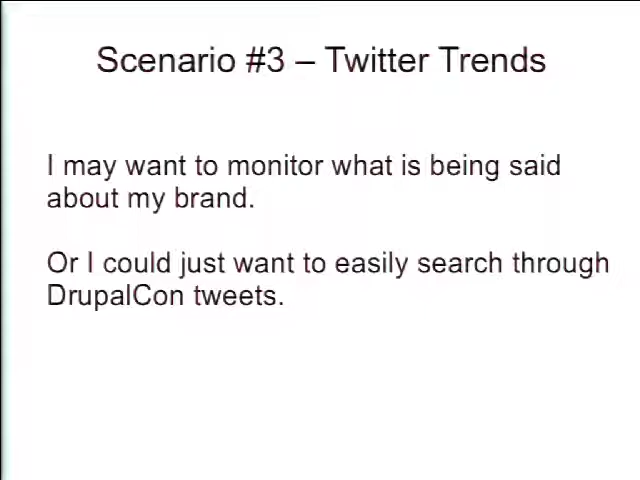 Scenario #3 – Twitter Trends
I may want to monitor what is being said
about my brand.
Or I could just want to easily search through
DrupalCon tweets.